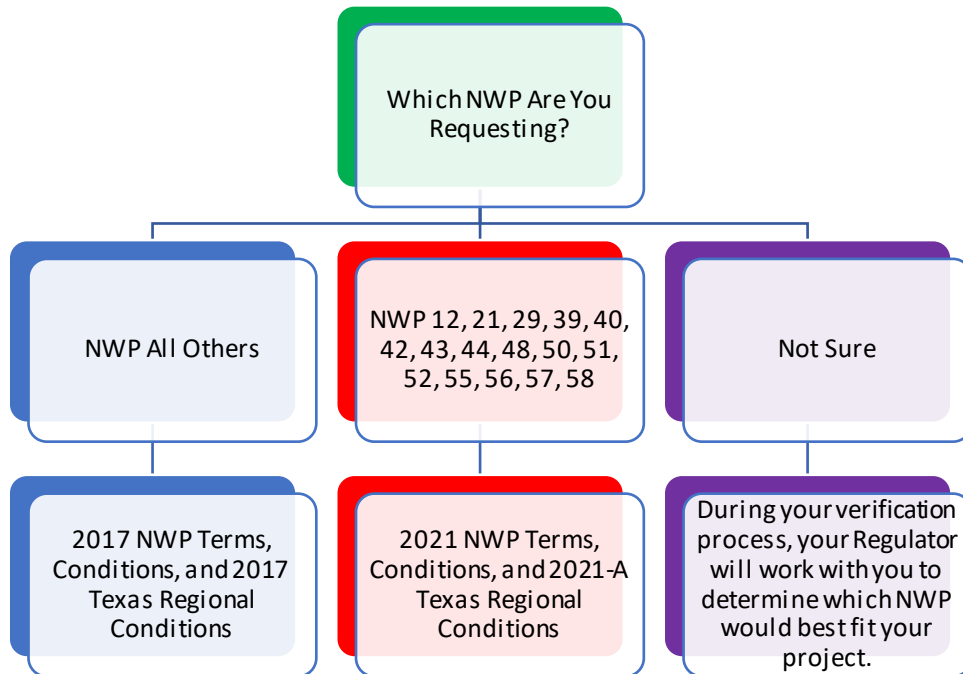 Which NWP Are You
Requesting?
NWP All Others
NWP 12, 21, 29, 39, 40,
42, 43, 44, 48, 50, 51,
52, 55, 56, 57, 58
Not Sure
2017 NWP Terms,
Conditions, and 2017
Texas Regional
Conditions
2021 NWP Terms,
Conditions, and 2021-A
Texas Regional
Conditions
During your verification
process, your Regulator
will work with you to
determine which NWP
would best fit your
project.